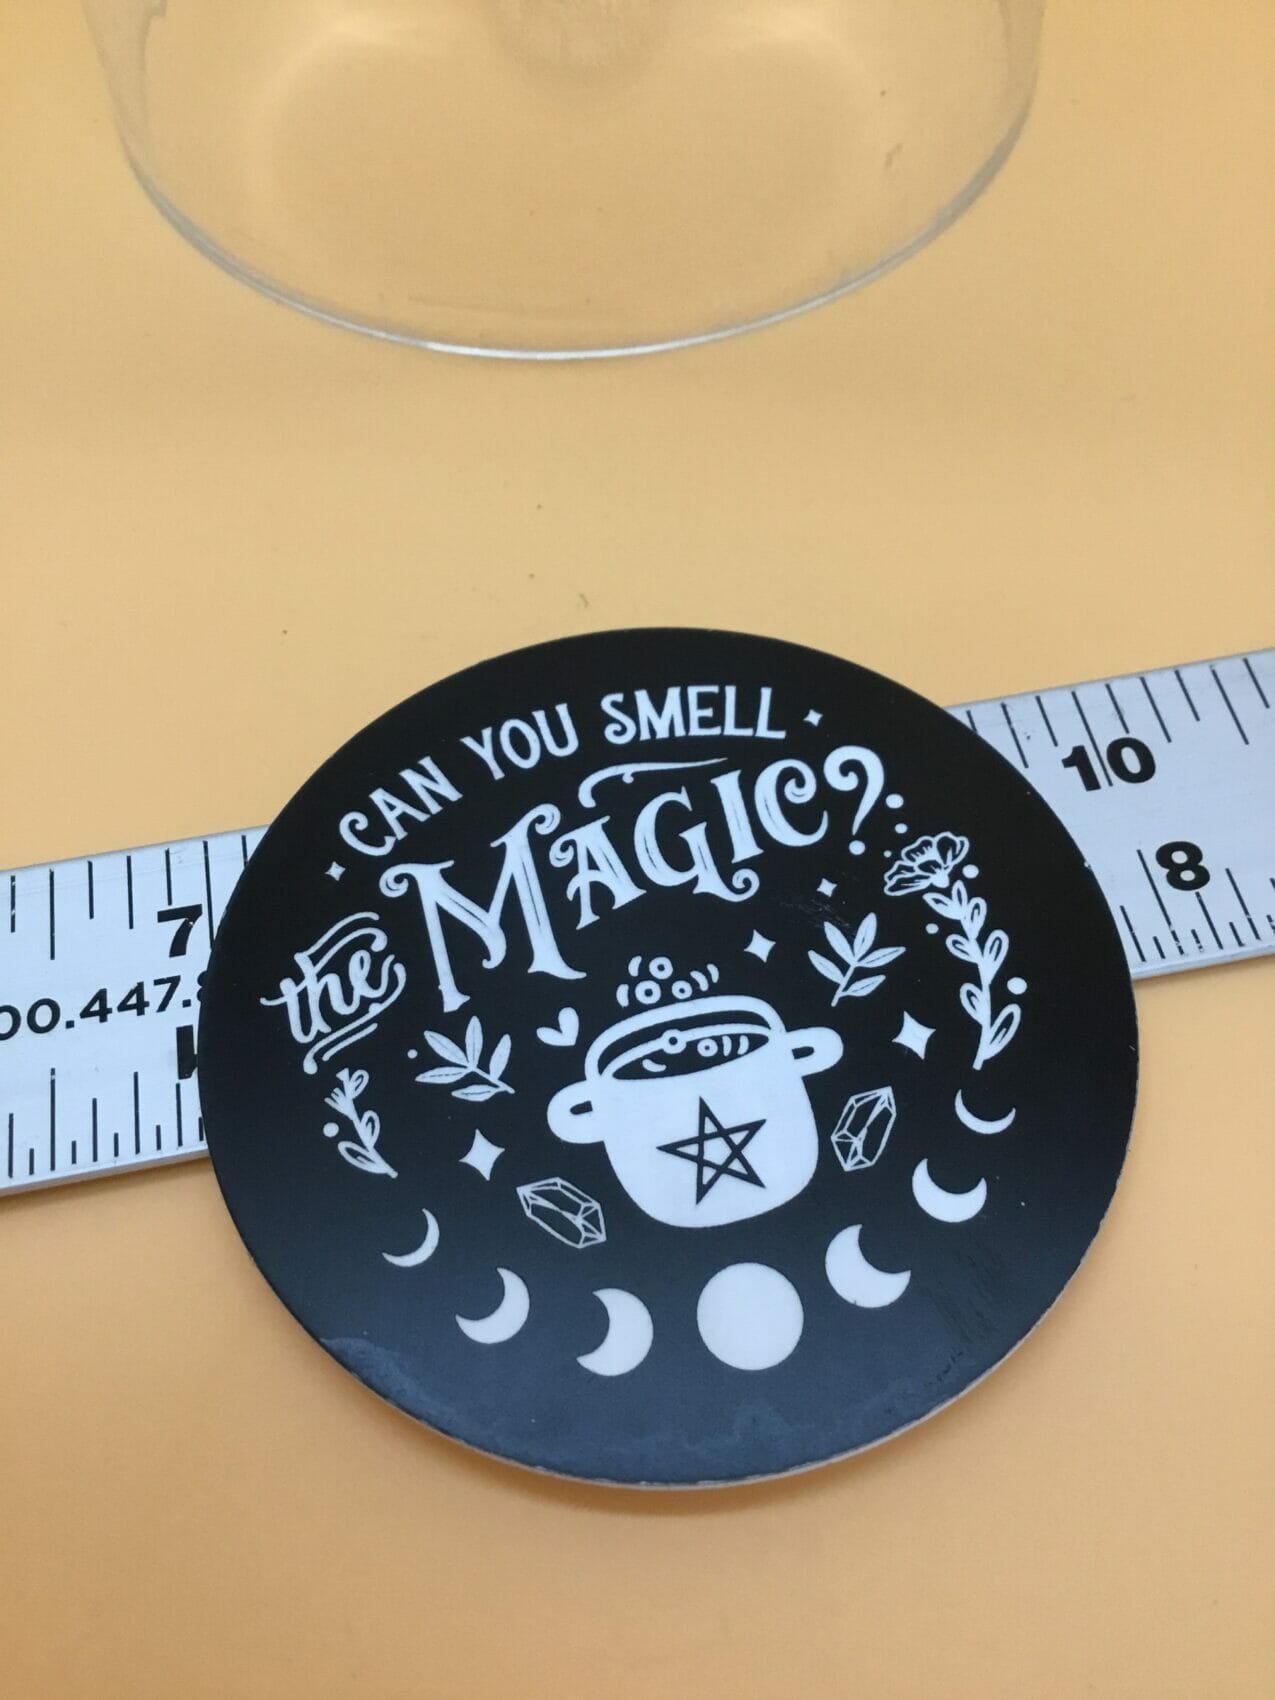 CAN YOU SMELL
the MAGIC?
7
10
00.447.
8